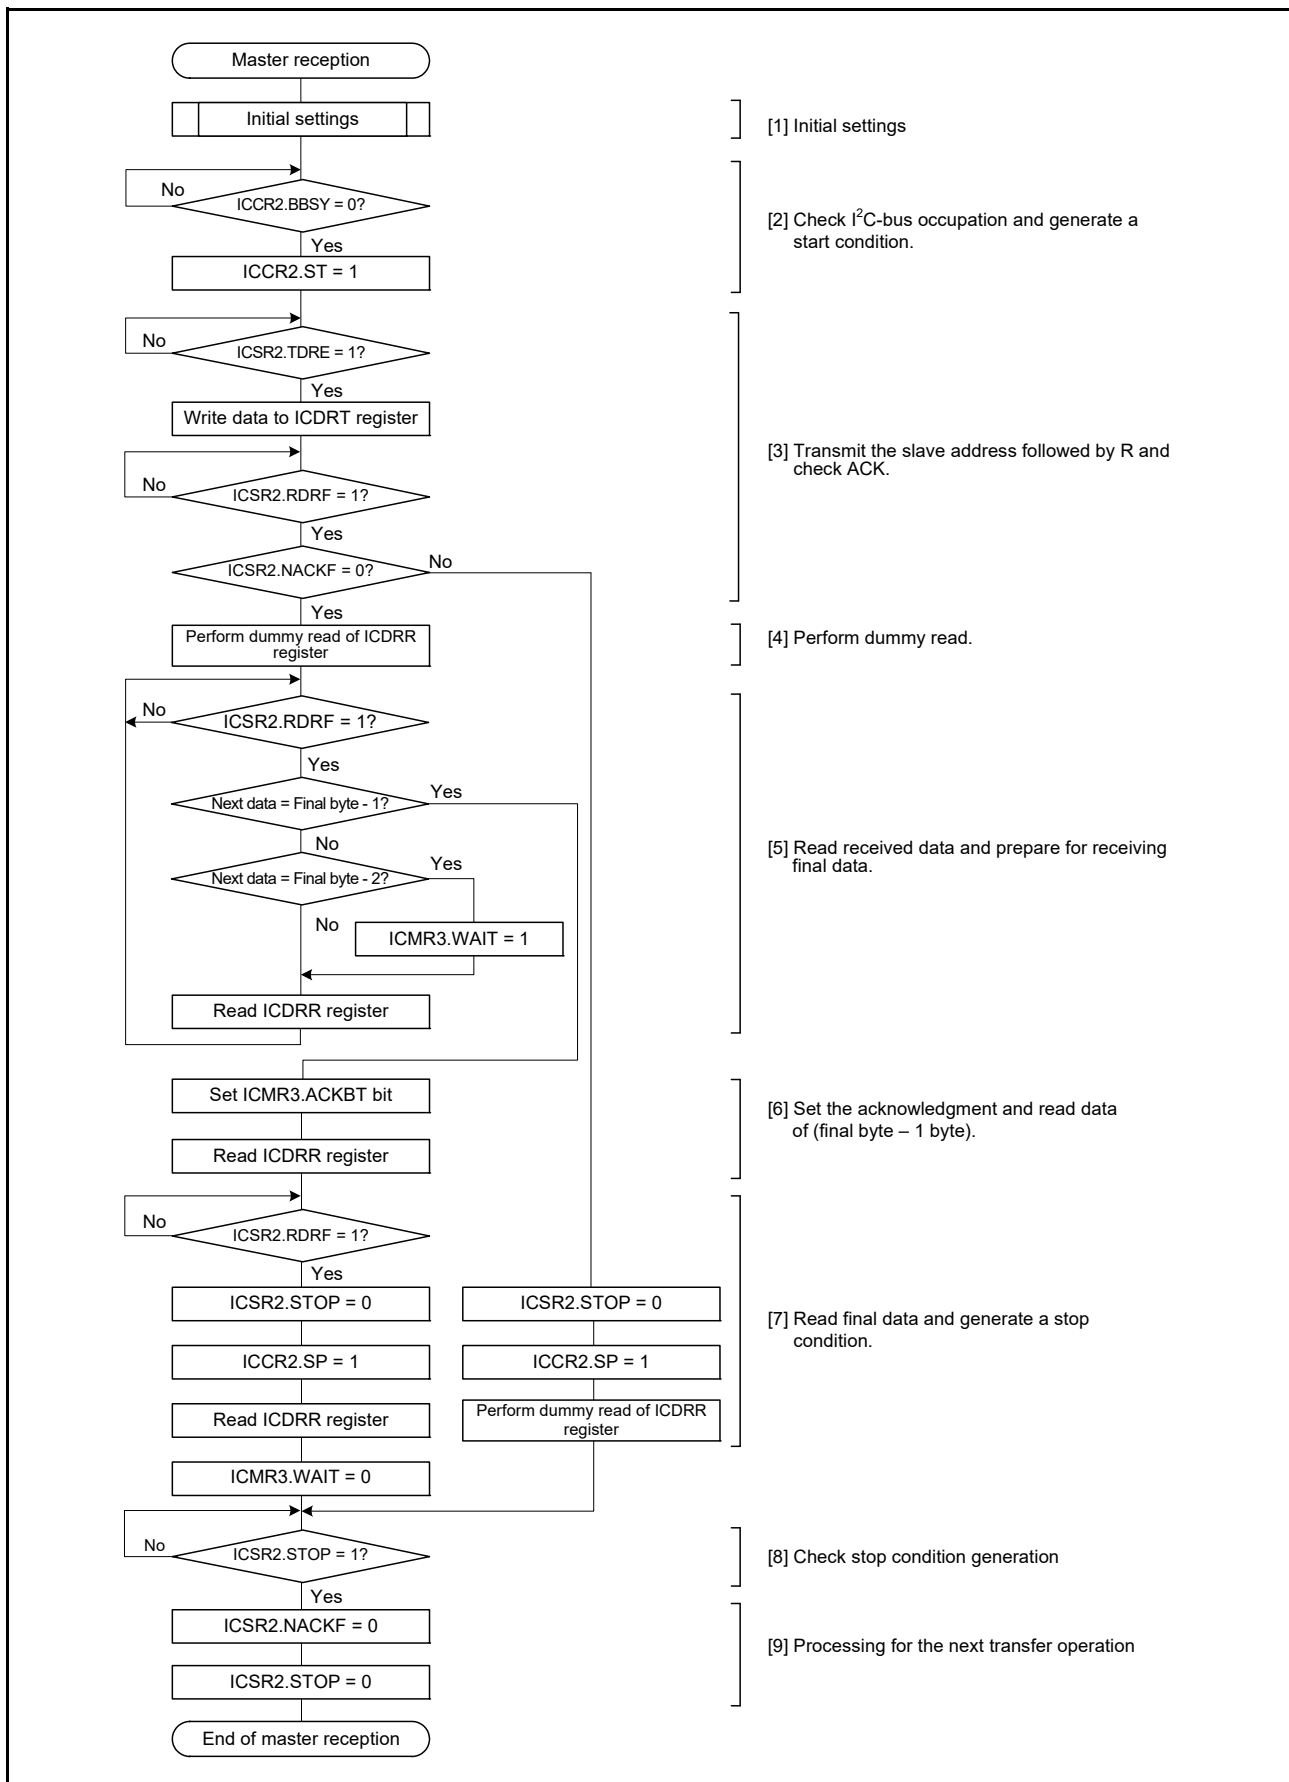 Master reception
Initial settings
[1] Initial settings
No
ICCR2.BBSY = 0?
Yes
ICCR2.ST = 1
[2] Check I²C-bus occupation and generate a
start condition.
No
ICSR2.TDRE = 1?
Yes
Write data to ICDRT register
No
ICSR2.RDRF = 1?
Yes
ICSR2.NACKF = 0?
No
Yes
[3] Transmit the slave address followed by R and
check ACK.
Perform dummy read of ICDRR
register
[4] Perform dummy read.
No
ICSR2.RDRF = 1?
Yes
Next data = Final byte - 1?
Yes
No
Next data = Final byte - 2?
Yes
No
ICMR3.WAIT = 1
Read ICDRR register
[5] Read received data and prepare for receiving
final data.
Set ICMR3.ACKBT bit
Read ICDRR register
[6] Set the acknowledgment and read data
of (final byte – 1 byte).
No
ICSR2.RDRF = 1?
Yes
ICSR2.STOP = 0
ICCR2.SP = 1
Read ICDRR register
ICMR3.WAIT = 0
ICSR2.STOP = 0
ICCR2.SP = 1
Perform dummy read of ICDRR
register
[7] Read final data and generate a stop
condition.
No
ICSR2.STOP = 1?
Yes
[8] Check stop condition generation
ICSR2.NACKF = 0
ICSR2.STOP = 0
[9] Processing for the next transfer operation
End of master reception